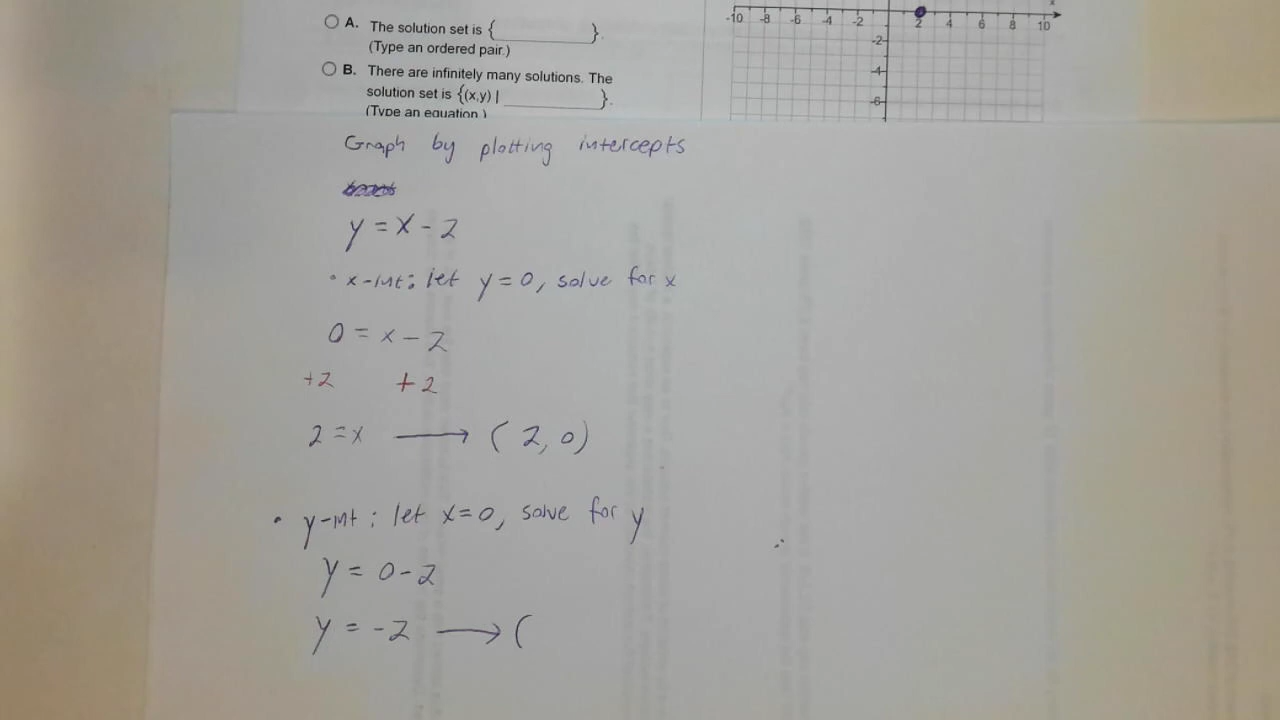 A. The solution set is {          }.
(Type an ordered pair.)
B. There are infinitely many solutions. The
solution set is {(x,y) |          }.
(Type an equation.)
x
-10 -8 -6 -4 -2 2 4 6 8 10
-2
-4
-6
Graph by plotting intercepts
y = x - 2
• x-int: let y = 0, solve for x
0 = x - 2
+2 +2
2 = x ⟶ (2, 0)
• y-int: let x = 0, solve for y
y = 0 - 2
y = -2 ⟶ (